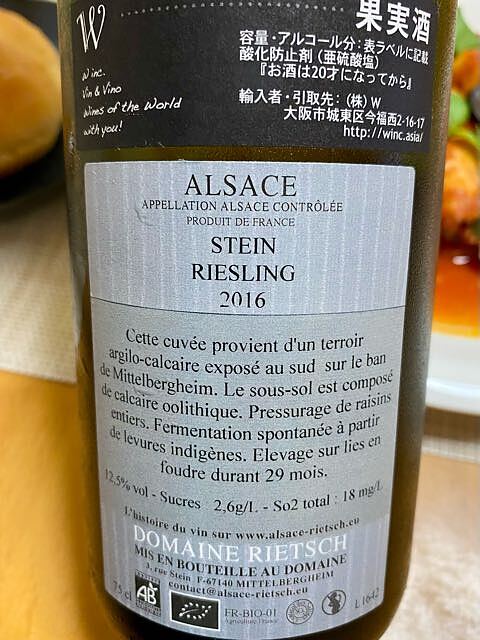 果実酒
W
W inc.
Vin & Vino
Wines of the World
with you!
容量・アルコール分：表ラベルに記載
酸化防止剤（亜硫酸塩）
『お酒は20才になってから』
輸入者・引取先：（株）W
大阪市城東区今福西2-16-17
http://winc.asia/
ALSACE
APPELLATION ALSACE CONTRÔLÉE
PRODUIT DE FRANCE
STEIN
RIESLING
2016
Cette cuvée provient d'un terroir
argilo-calcaire exposé au sud sur le ban
de Mittelbergheim. Le sous-sol est composé
de calcaire oolithique. Pressurage de raisins
entiers. Fermentation spontanée à partir
de levures indigènes. Elevage sur lies en
foudre durant 29 mois.
12,5% vol - Sucres 2,6g/L - So2 total : 18 mg/L
L'histoire du vin sur www.alsace-rietsch.eu
DOMAINE RIETSCH
MIS EN BOUTEILLE AU DOMAINE
3, rue Stein F-67140 MITTELBERGHEIM
contact@alsace-rietsch.eu
75 cl
AB
FR-BIO-01
Agriculture France
L1642